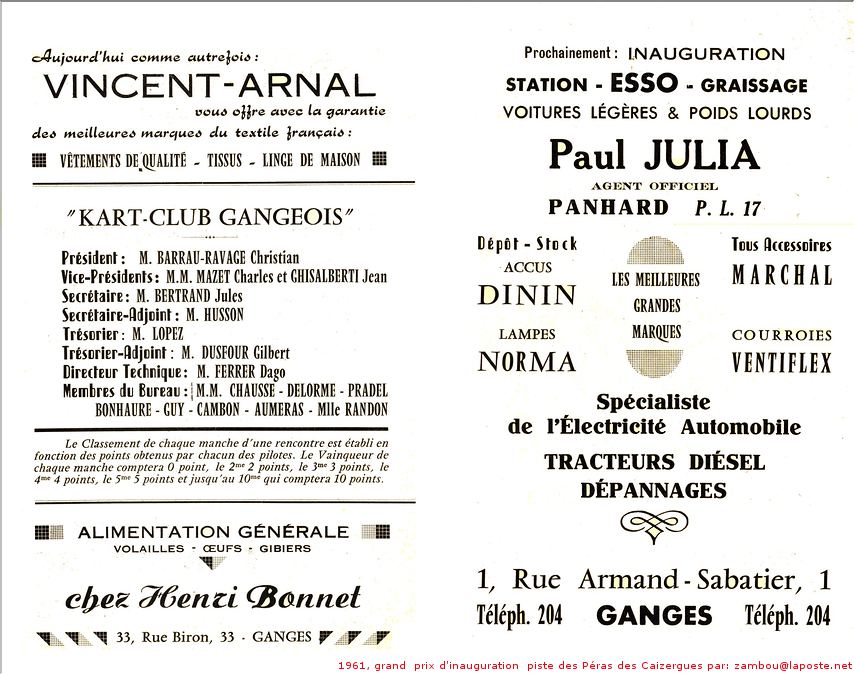 Aujourd'hui comme autrefois :
VINCENT-ARNAL
vous offre avec la garantie
des meilleures marques du textile français :
VÊTEMENTS DE QUALITÉ - TISSUS - LINGE DE MAISON
"KART-CLUB GANGEOIS"
Président : M. BARRAU-RAVAGE Christian
Vice-Présidents : M.M. MAZET Charles et GHISALBERTI Jean
Secrétaire : M. BERTRAND Jules
Secrétaire-Adjoint : M. HUSSON
Trésorier : M. LOPEZ
Trésorier-Adjoint : M. DUSFOUR Gilbert
Directeur Technique : M. FERRER Dago
Membres du Bureau : M.M. CHAUSSE - DELORME - PRADEL
BONHAURE - GUY - CAMBON - AUMERAS - Mlle RANDON
Le Classement de chaque manche d'une rencontre est établi en
fonction des points obtenus par chacun des pilotes. Le Vainqueur de
chaque manche comptera 0 point, le 2me 2 points, le 3me 3 points, le
4me 4 points, le 5me 5 points et jusqu'au 10me qui comptera 10 points.
ALIMENTATION GÉNÉRALE
VOLAILLES - ŒUFS - GIBIERS
chez Henri Bonnet
33, Rue Biron, 33 - GANGES
Prochainement : INAUGURATION
STATION - ESSO - GRAISSAGE
VOITURES LÉGÈRES & POIDS LOURDS
Paul JULIA
AGENT OFFICIEL
PANHARD P. L. 17
Dépôt - Stock
ACCUS
DININ
LAMPES
NORMA
LES MEILLEURES
GRANDES
MARQUES
Tous Accessoires
MARCHAL
COURROIES
VENTIFLEX
Spécialiste
de l'Électricité Automobile
TRACTEURS DIÉSEL
DÉPANNAGES
1, Rue Armand-Sabatier, 1
Téléph. 204 GANGES Téléph. 204
1961, grand prix d'inauguration piste des Péras des Caizergues par: zambou@laposte.net